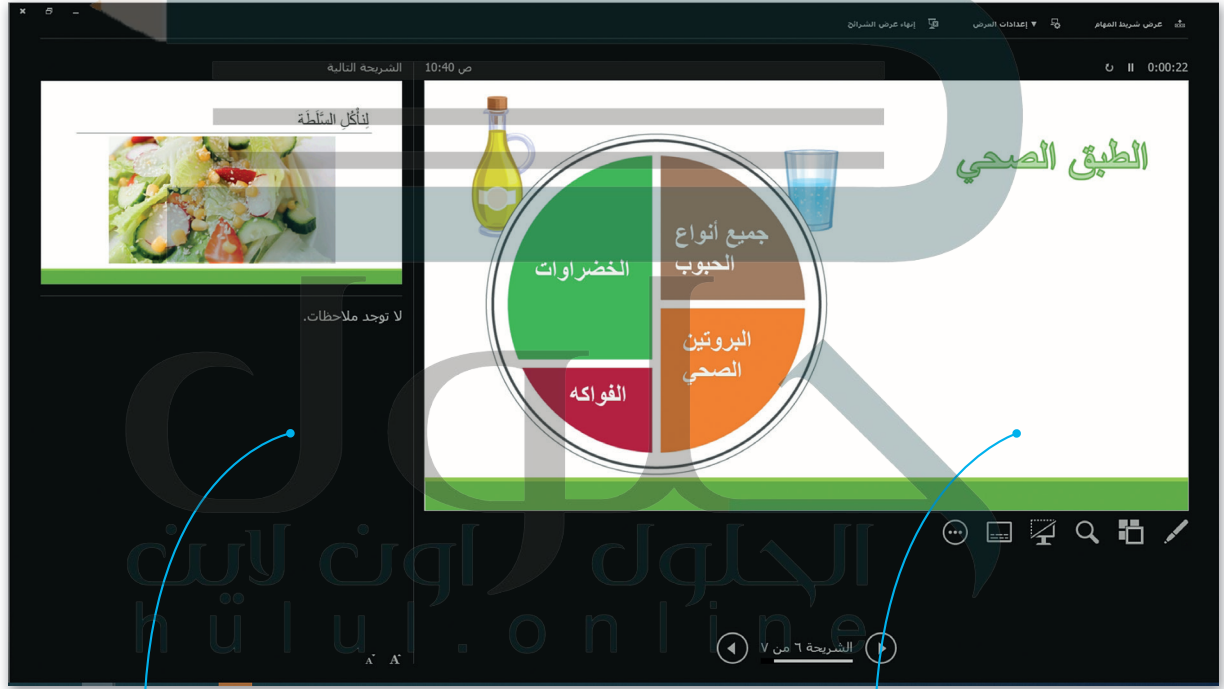 عرض شريط المهام
إعدادات العرض ▼
إنهاء عرض الشرائح
0:00:22
10:40 ص
الشريحة التالية
الطبق الصحي
جميع أنواع
الحبوب
الخضراوات
البروتين
الصحي
الفواكه
لِنَأْكُلِ السَّلَطَة
لا توجد ملاحظات.
الشريحة ٦ من ٧
A A
حلول
الحلول اون لاين
hulul.online